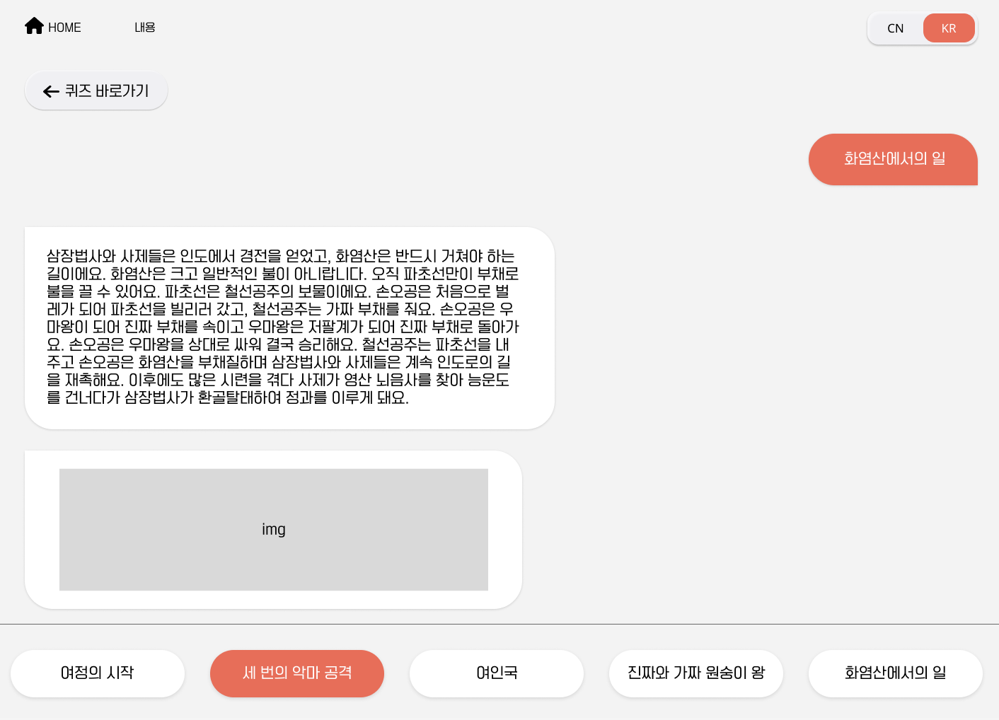 HOME
내용
CN
KR
퀴즈 바로가기
화염산에서의 일
삼장법사와 사제들은 인도에서 경전을 얻었고, 화염산은 반드시 거쳐야 하는
길이에요. 화염산은 크고 일반적인 불이 아니랍니다. 오직 파초선만이 부채로
불을 끌 수 있어요. 파초선은 철선공주의 보물이에요. 손오공은 처음으로 벌
레가 되어 파초선을 빌리러 갔고, 철선공주는 가짜 부채를 줘요. 손오공은 우
마왕이 되어 진짜 부채를 속이고 우마왕은 저팔계가 되어 진짜 부채로 돌아가
요. 손오공은 우마왕을 상대로 싸워 결국 승리해요. 철선공주는 파초선을 내
주고 손오공은 화염산을 부채질하며 삼장법사와 사제들은 계속 인도로의 길
을 재촉해요. 이후에도 많은 시련을 겪다 사제가 영산 뇌음사를 찾아 능운도
를 건너다가 삼장법사가 환골탈태하여 정과를 이루게 돼요.
img
여정의 시작
세 번의 악마 공격
여인국
진짜와 가짜 원숭이 왕
화염산에서의 일